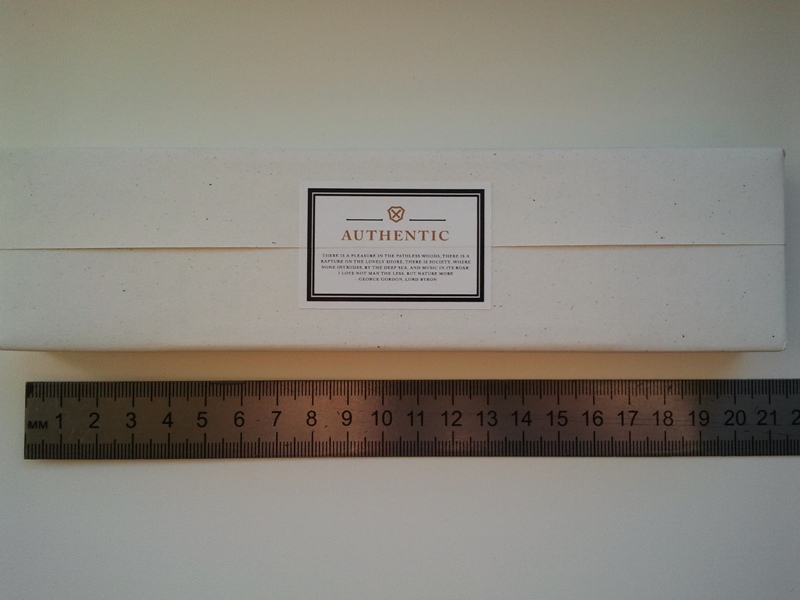 AUTHENTIC
THERE IS A PLEASURE IN THE PATHLESS WOODS, THERE IS A
RAPTURE ON THE LONELY SHORE, THERE IS SOCIETY, WHERE
NONE INTRUDES, BY THE DEEP SEA, AND MUSIC IN ITS ROAR:
I LOVE NOT MAN THE LESS, BUT NATURE MORE
- GEORGE GORDON, LORD BYRON
MM 1 2 3 4 5 6 7 8 9 10 11 12 13 14 15 16 17 18 19 20 21 2